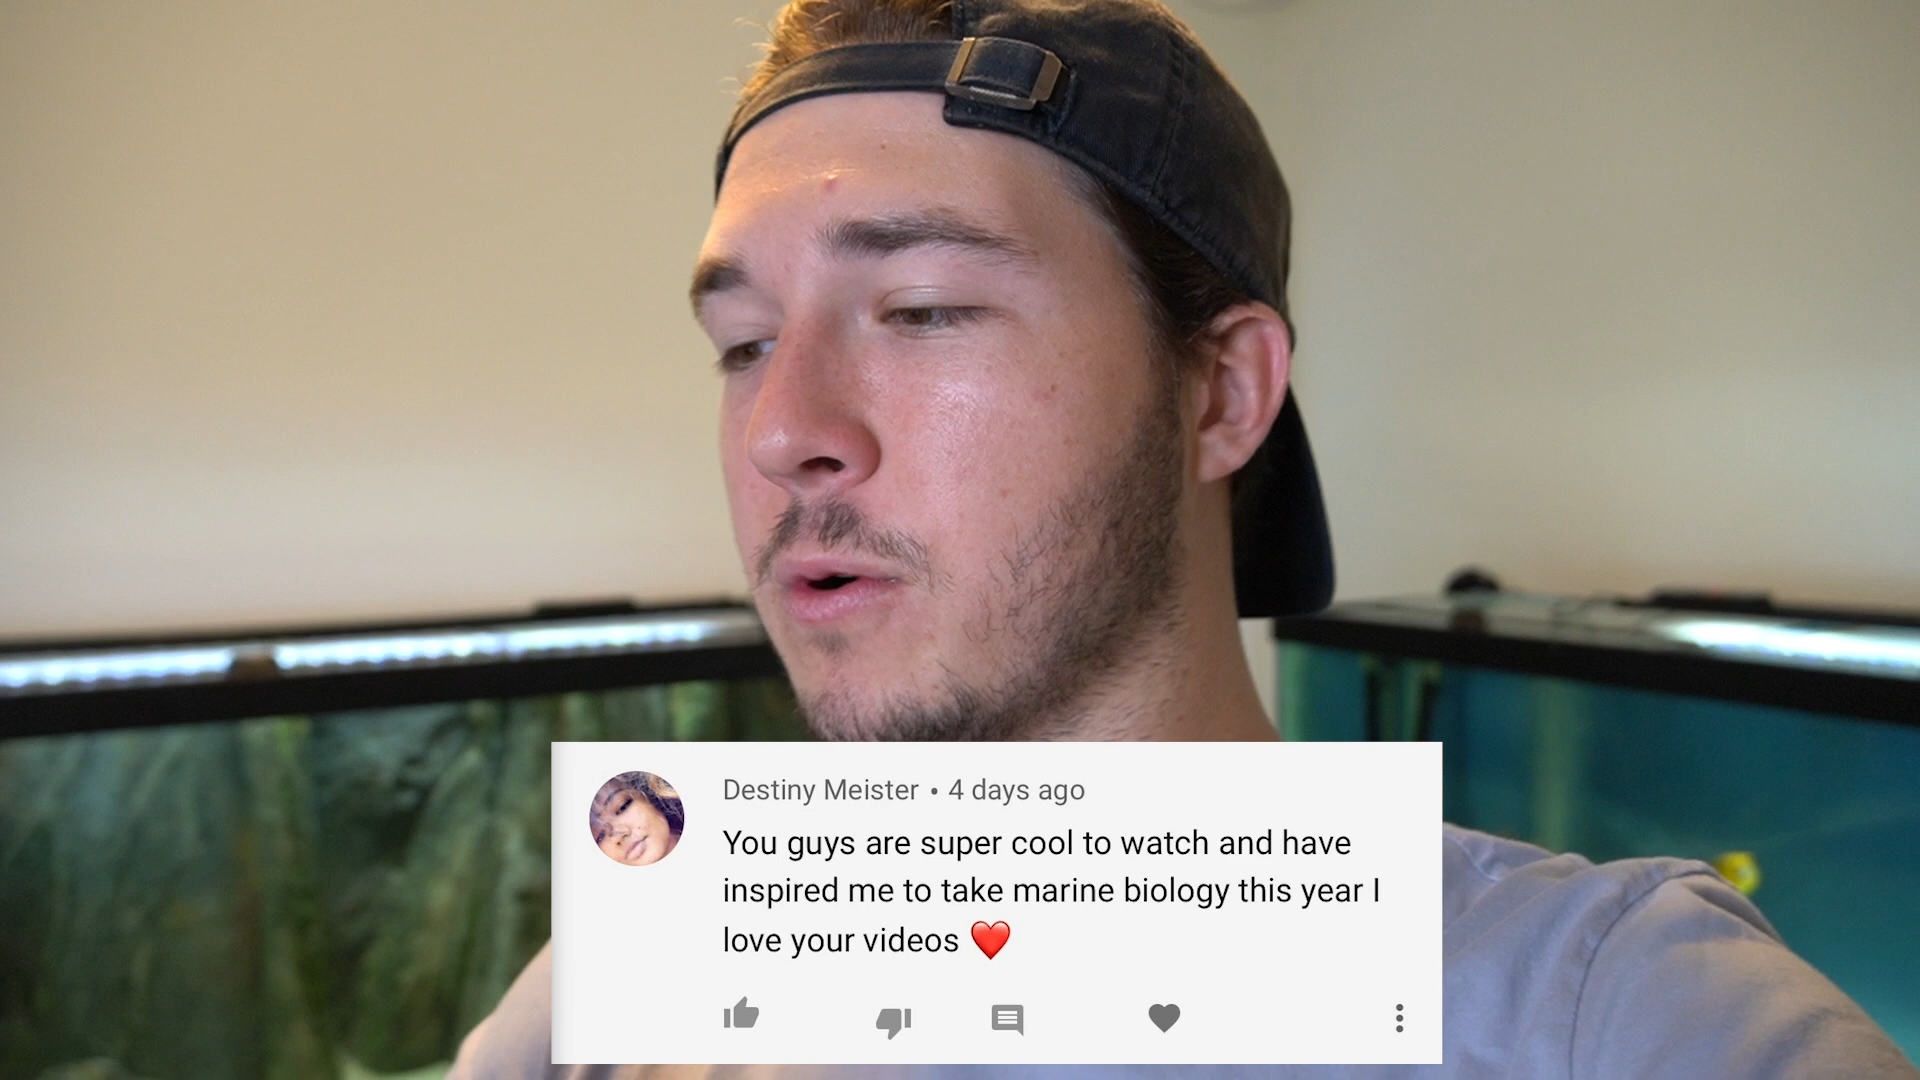 Destiny Meister • 4 days ago
You guys are super cool to watch and have
inspired me to take marine biology this year I
love your videos ❤️